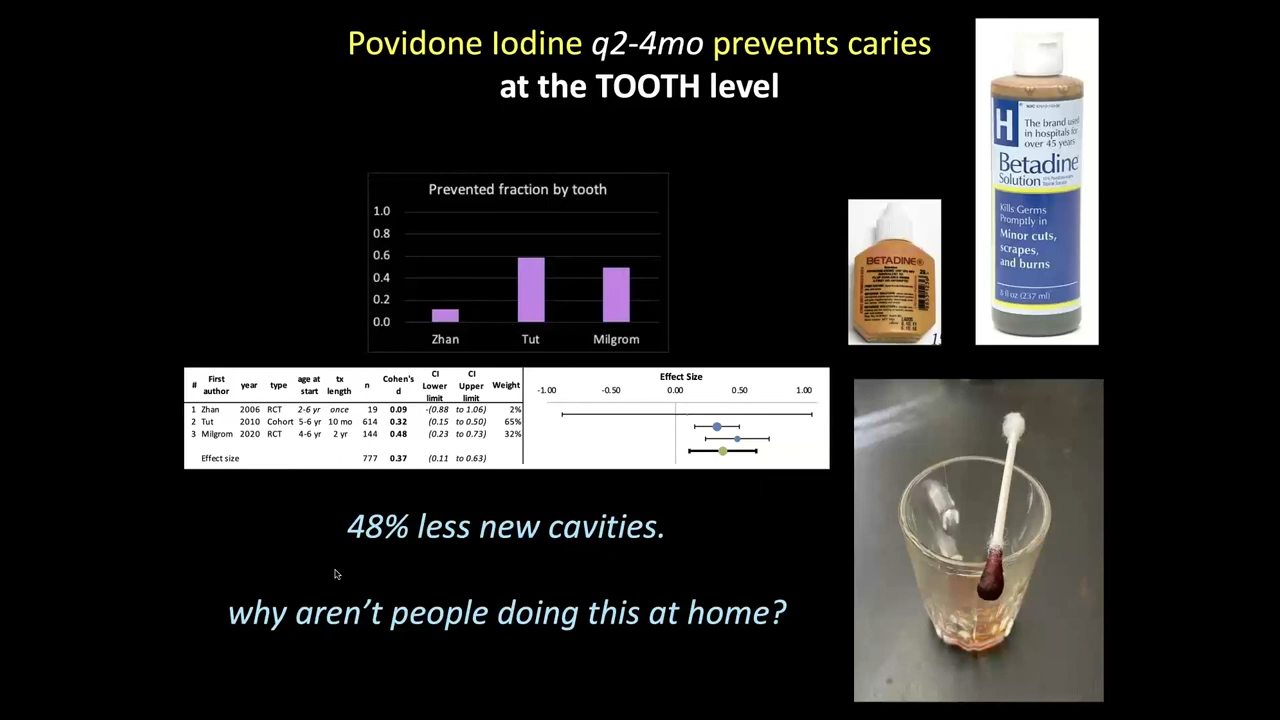 Povidone Iodine q2-4mo prevents caries
at the TOOTH level
Prevented fraction by tooth
1.0
0.8
0.6
0.4
0.2
0.0
Zhan Tut Milgrom
# First author year type age at start tx length n Cohen's d CI Lower limit CI Upper limit Weight
1 Zhan 2006 RCT 2-6 yr once 19 0.09 -(0.88 to 1.06) 2%
2 Tut 2010 Cohort 5-6 yr 10 mo 614 0.32 (0.15 to 0.50) 65%
3 Milgrom 2020 RCT 4-6 yr 2 yr 144 0.48 (0.23 to 0.73) 32%
Effect size 777 0.37 (0.11 to 0.63)
Effect Size
-1.00 -0.50 0.00 0.50 1.00
48% less new cavities.
why aren't people doing this at home?
BETADINE®
H
The brand used
in hospitals for
over 45 years
Betadine
Solution
Kills Germs
Promptly in
Minor cuts,
scrapes,
and burns
8 fl oz (237 ml)